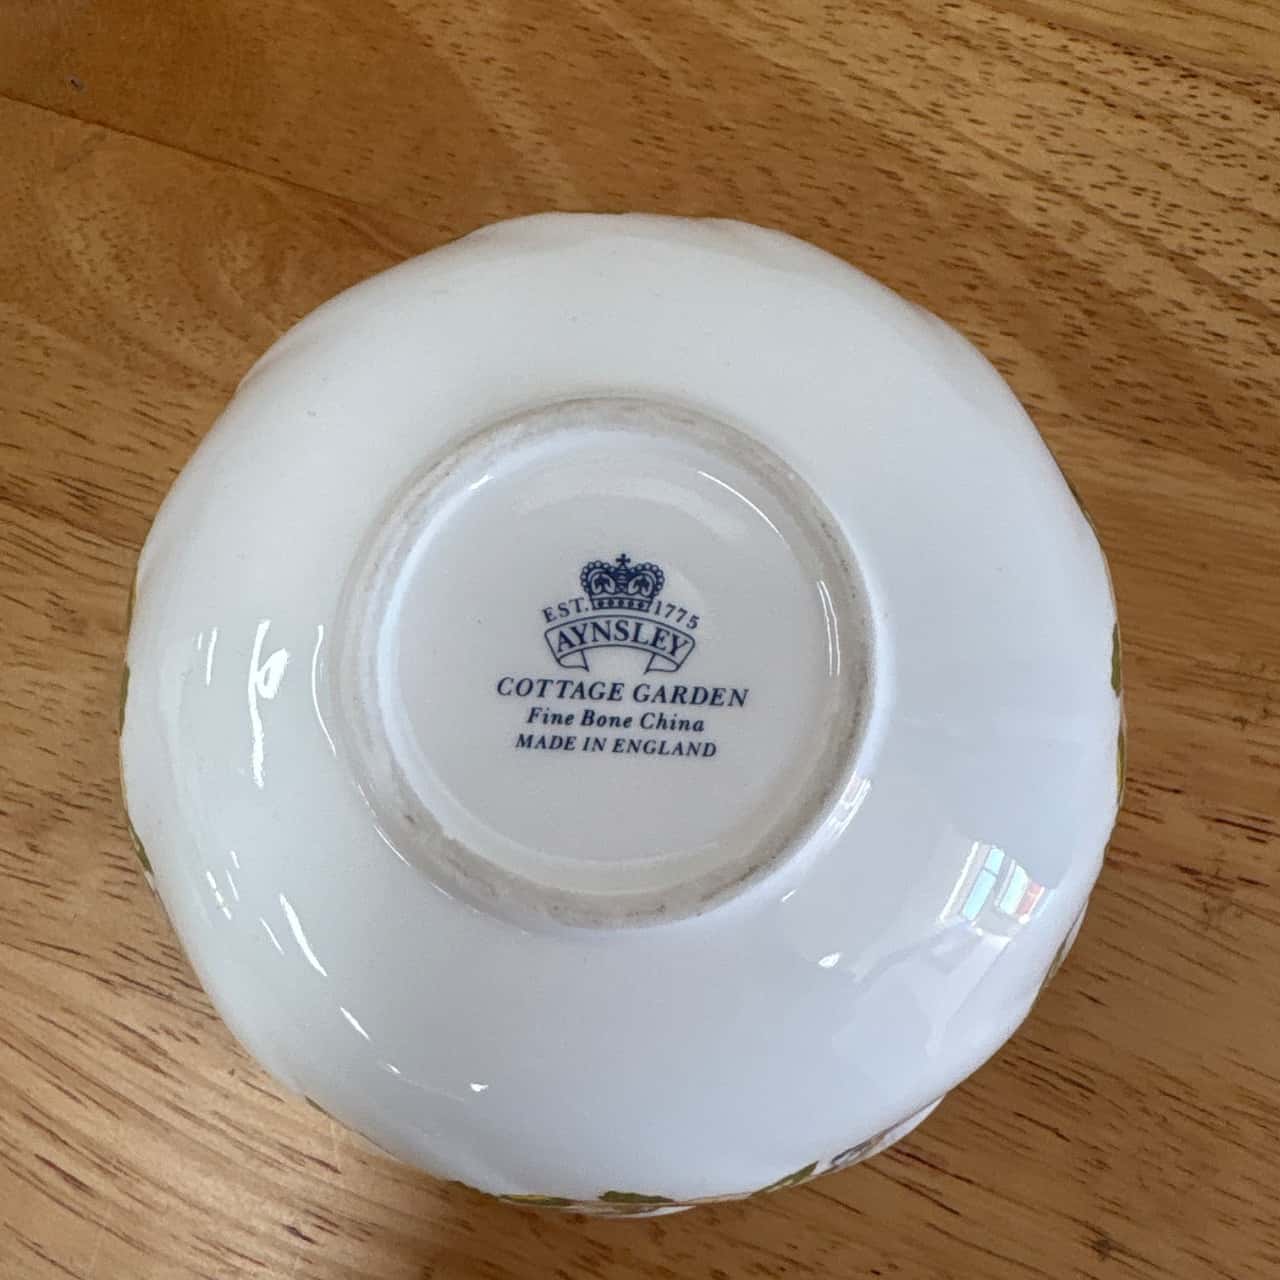 EST. 1775
AYNSLEY
COTTAGE GARDEN
Fine Bone China
MADE IN ENGLAND